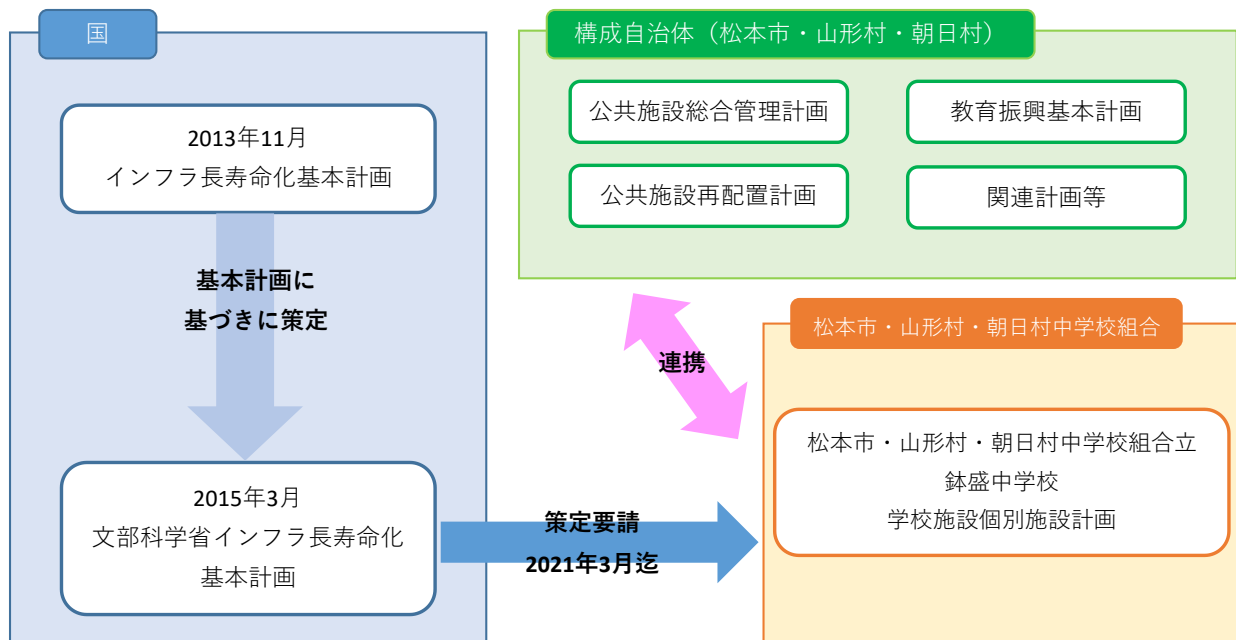 国
2013年11月
インフラ長寿命化基本計画
基本計画に
基づきに策定
2015年3月
文部科学省インフラ長寿命化
基本計画
構成自治体（松本市・山形村・朝日村）
公共施設総合管理計画
教育振興基本計画
公共施設再配置計画
関連計画等
連携
策定要請
2021年3月迄
松本市・山形村・朝日村中学校組合
松本市・山形村・朝日村中学校組合立
鉢盛中学校
学校施設個別施設計画